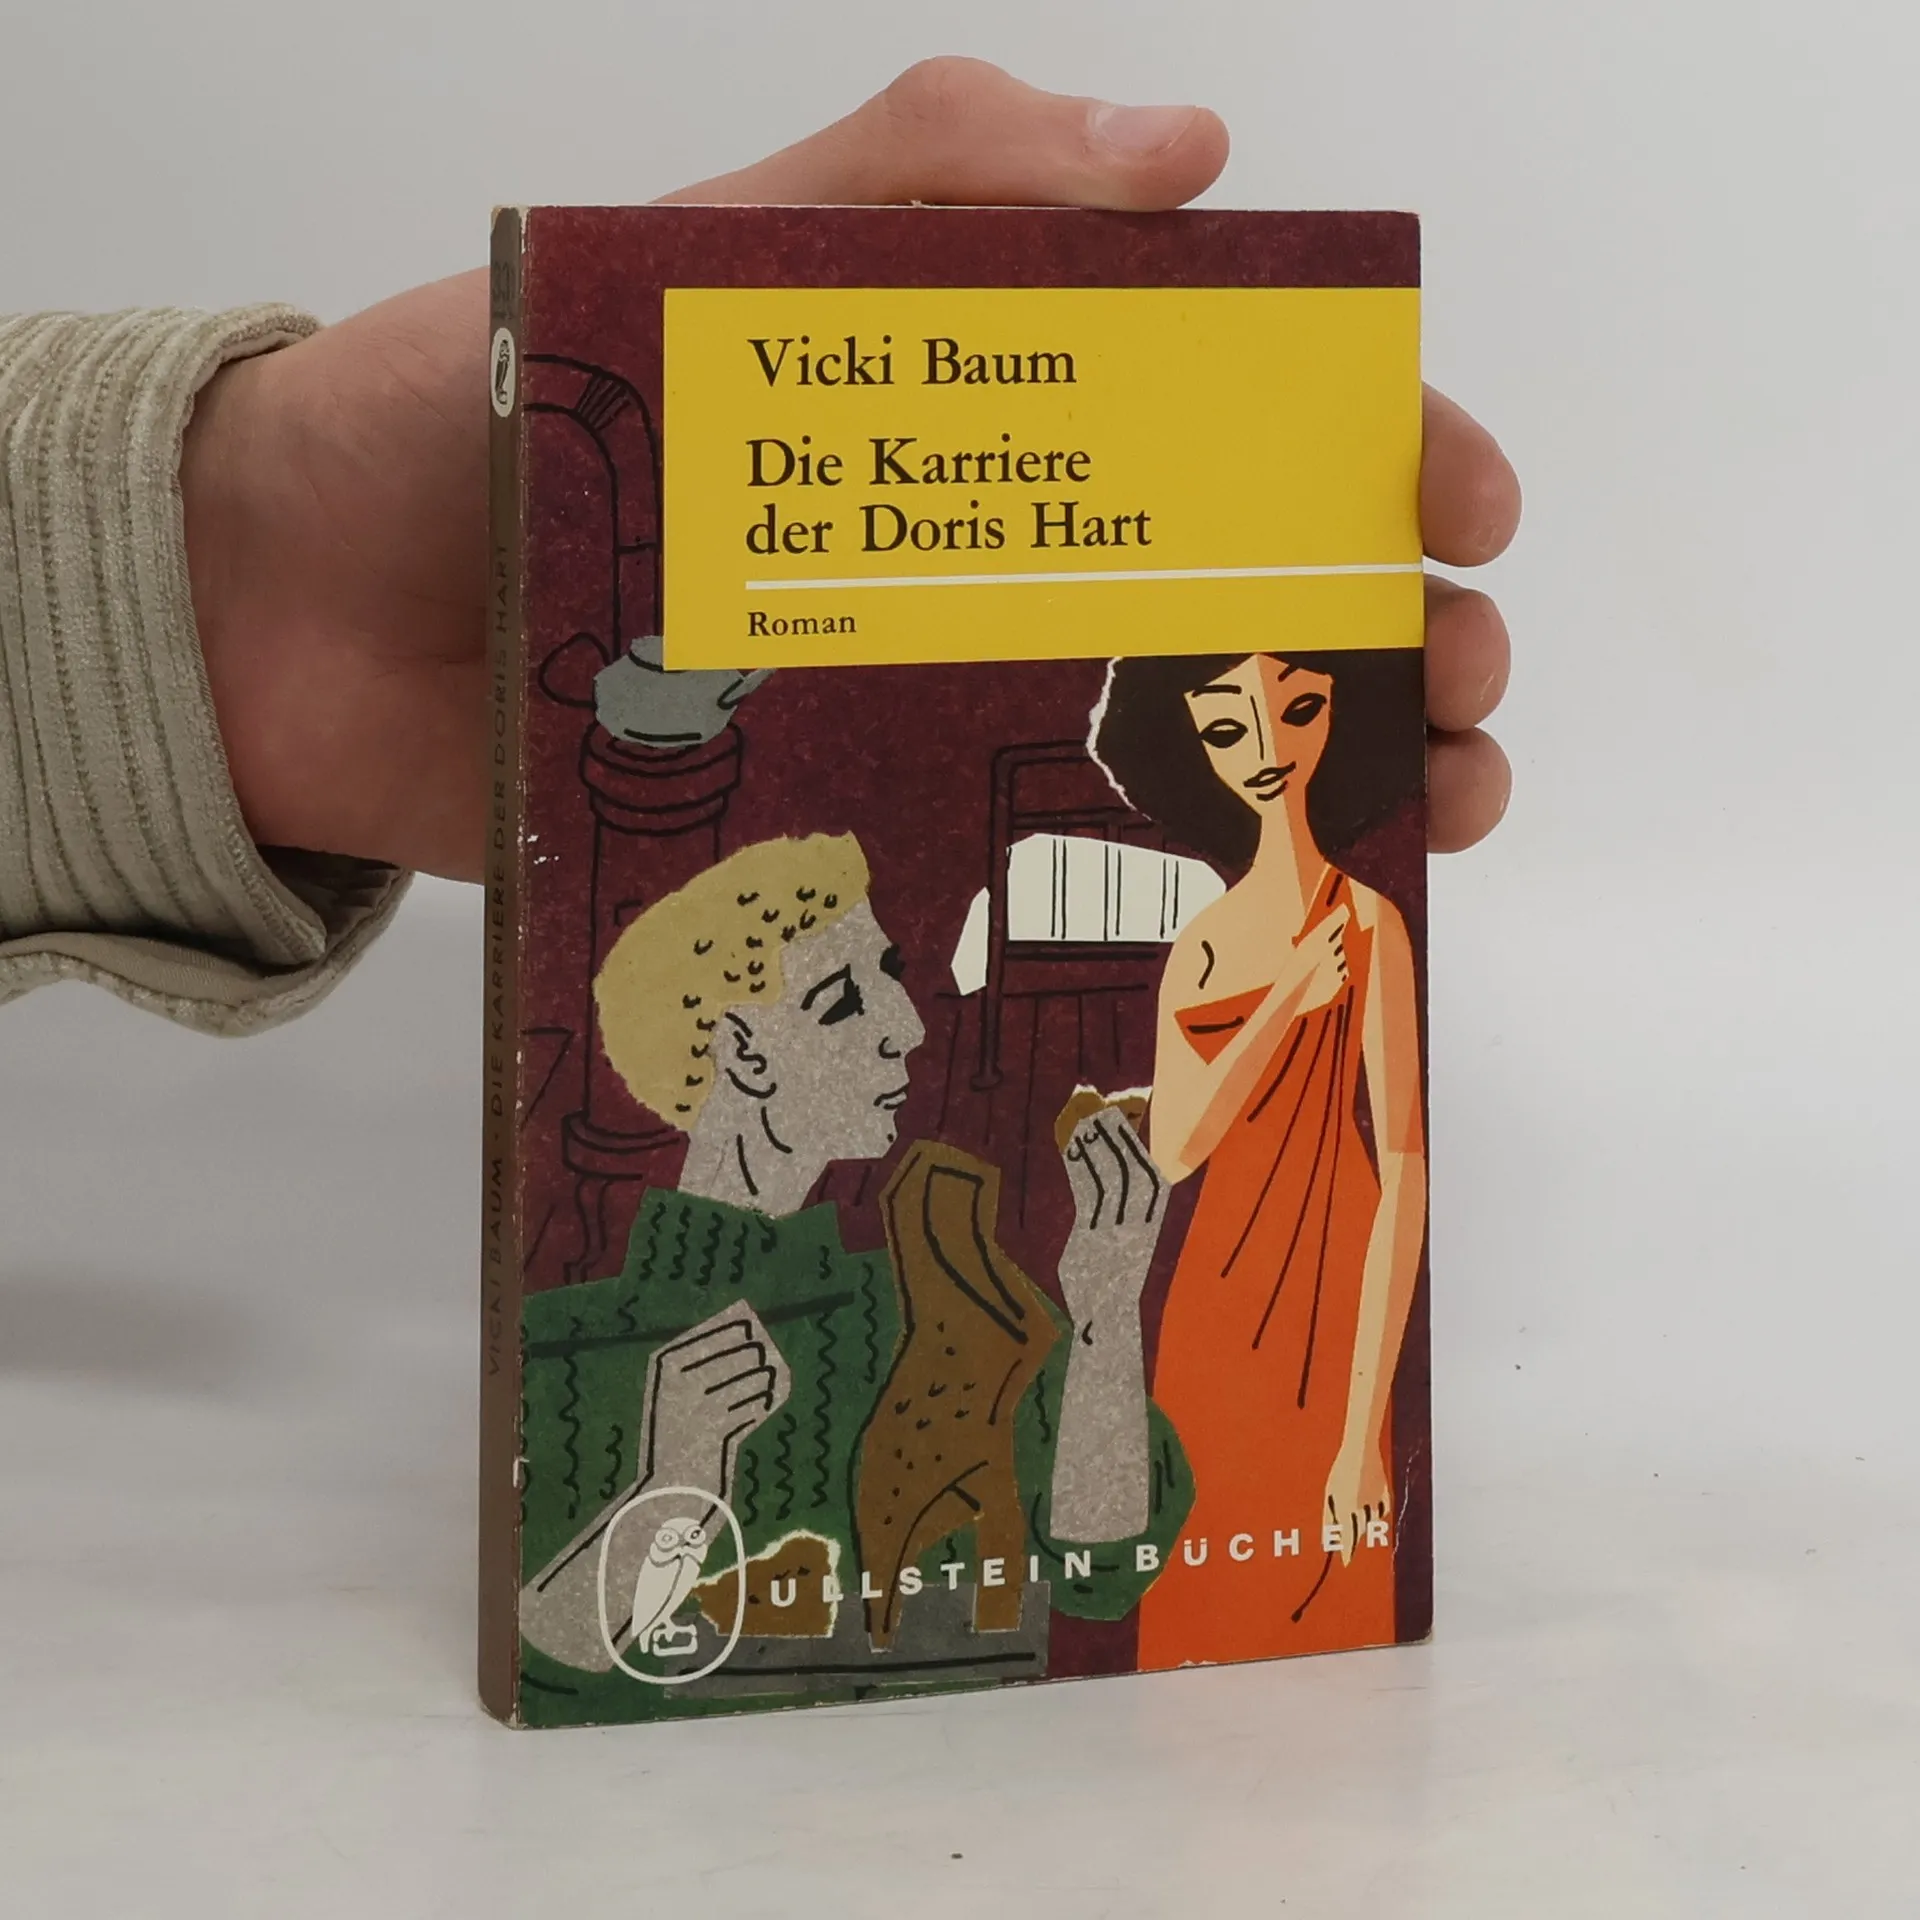 Vicki Baum
Die Karriere
der Doris Hart
Roman
ULLSTEIN BÜCHER
VICKI BAUM · DIE KARRIERE DER DORIS HART